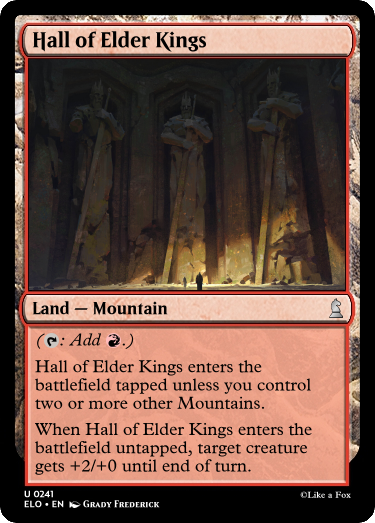 Hall of Elder Kings
Land — Mountain
(T: Add R.)
Hall of Elder Kings enters the
battlefield tapped unless you control
two or more other Mountains.
When Hall of Elder Kings enters the
battlefield untapped, target creature
gets +2/+0 until end of turn.
U 0241
ELO • EN Grady Frederick
©Like a Fox